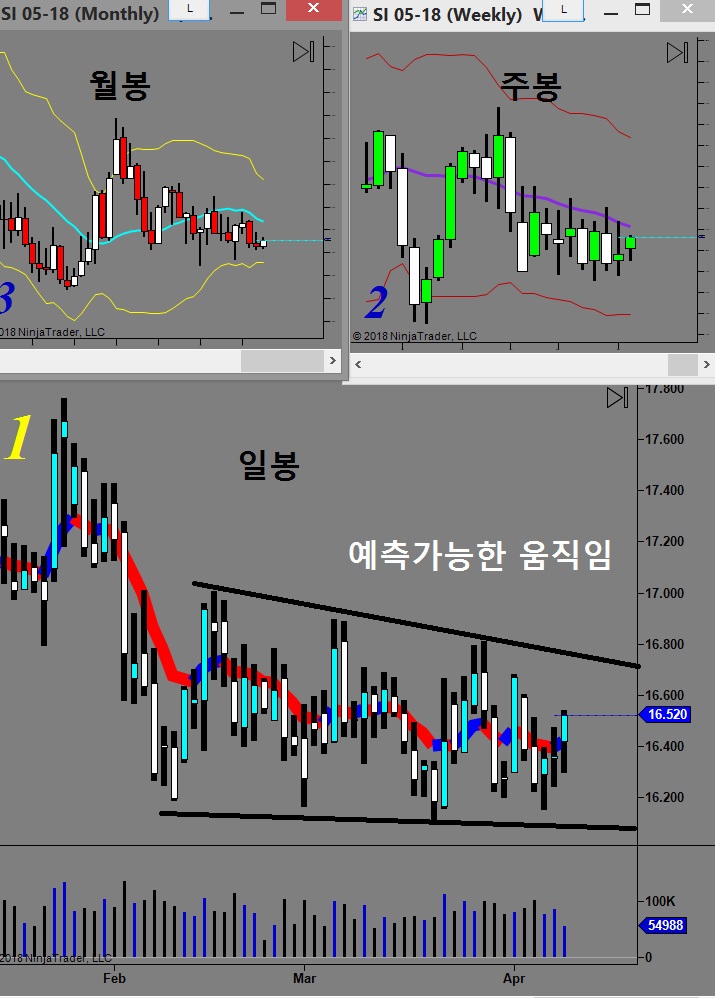 SI 05-18 (Monthly)
L
SI 05-18 (Weekly)
L
월봉
주봉
3
2
018 NinjaTrader, LLC
© 2018 NinjaTrader, LLC
1
일봉
예측가능한 움직임
17.800
17.600
17.400
17.200
17.000
16.800
16.600
16.520
16.400
16.200
100K
54988
0
2018 NinjaTrader, LLC
Feb
Mar
Apr